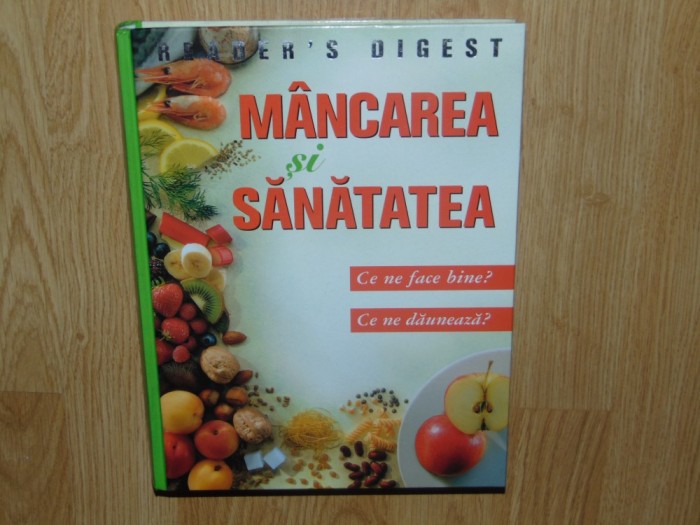 READER'S DIGEST
MÂNCAREA
și
SĂNĂTATEA
Ce ne face bine?
Ce ne dăunează?